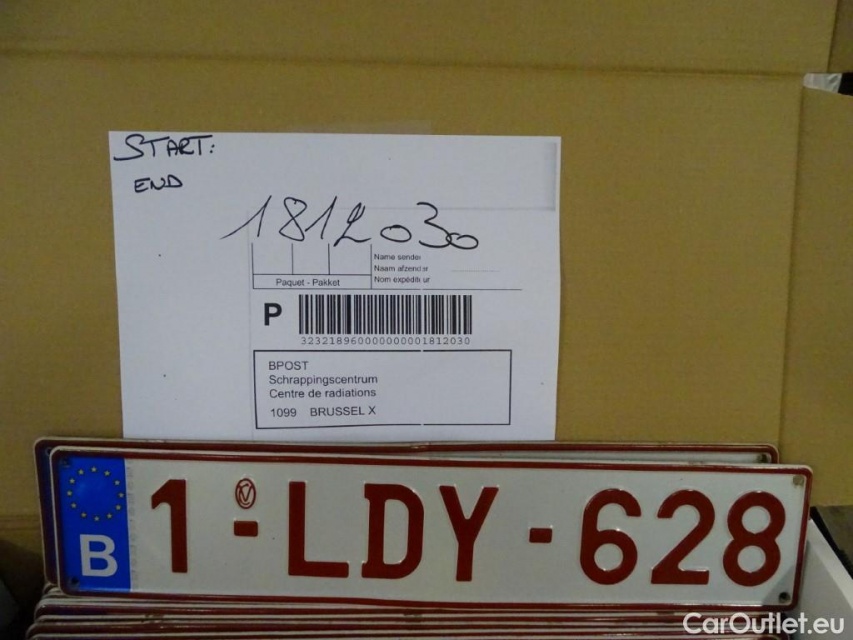 START:
END
1812030
Name sender
Naam afzender
Paquet - Pakket
Nom expéditeur
P
323218960000000001812030
BPOST
Schrappingscentrum
Centre de radiations
1099 BRUSSEL X
1-LDY-628
B
CarOutlet.eu